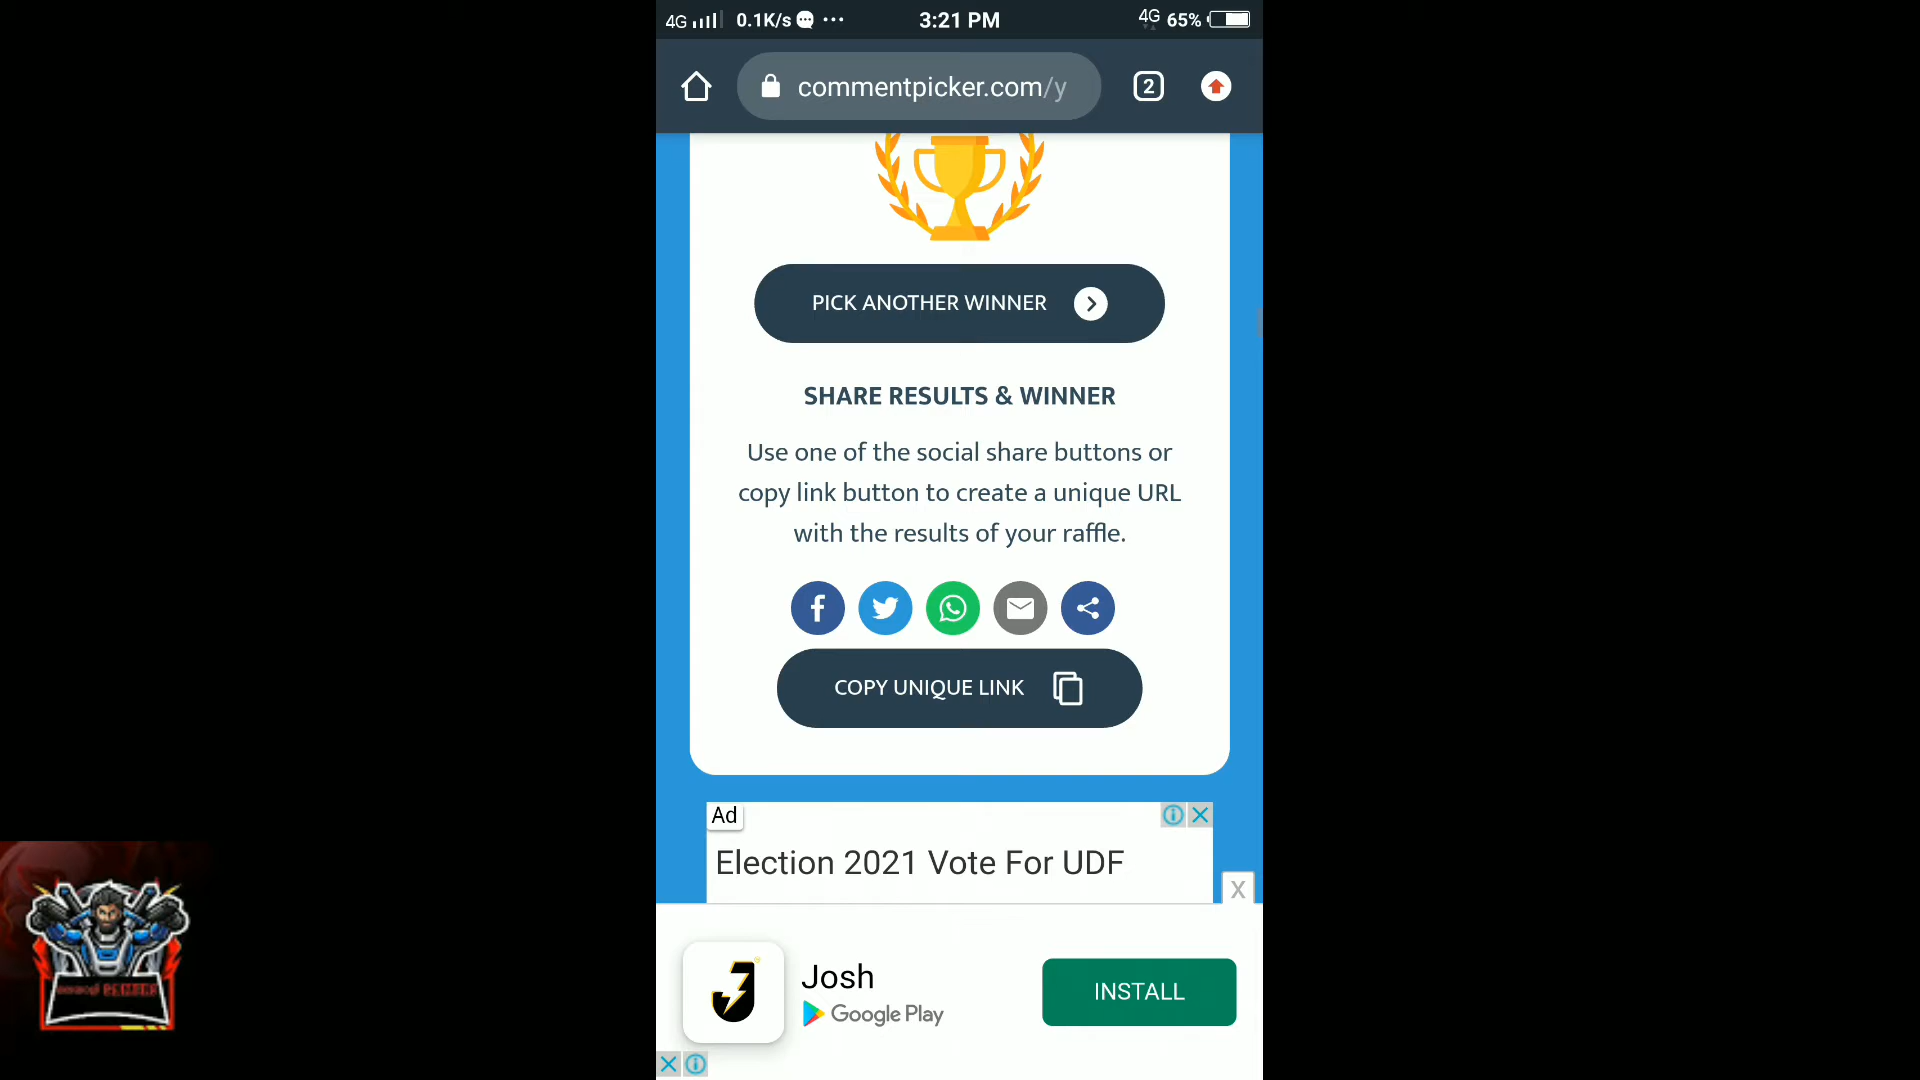 4G 0.1K/s 3:21 PM 4G 65%
commentpicker.com/y 2
PICK ANOTHER WINNER
SHARE RESULTS & WINNER
Use one of the social share buttons or
copy link button to create a unique URL
with the results of your raffle.
COPY UNIQUE LINK
Ad
Election 2021 Vote For UDF
X
Josh
Google Play
INSTALL